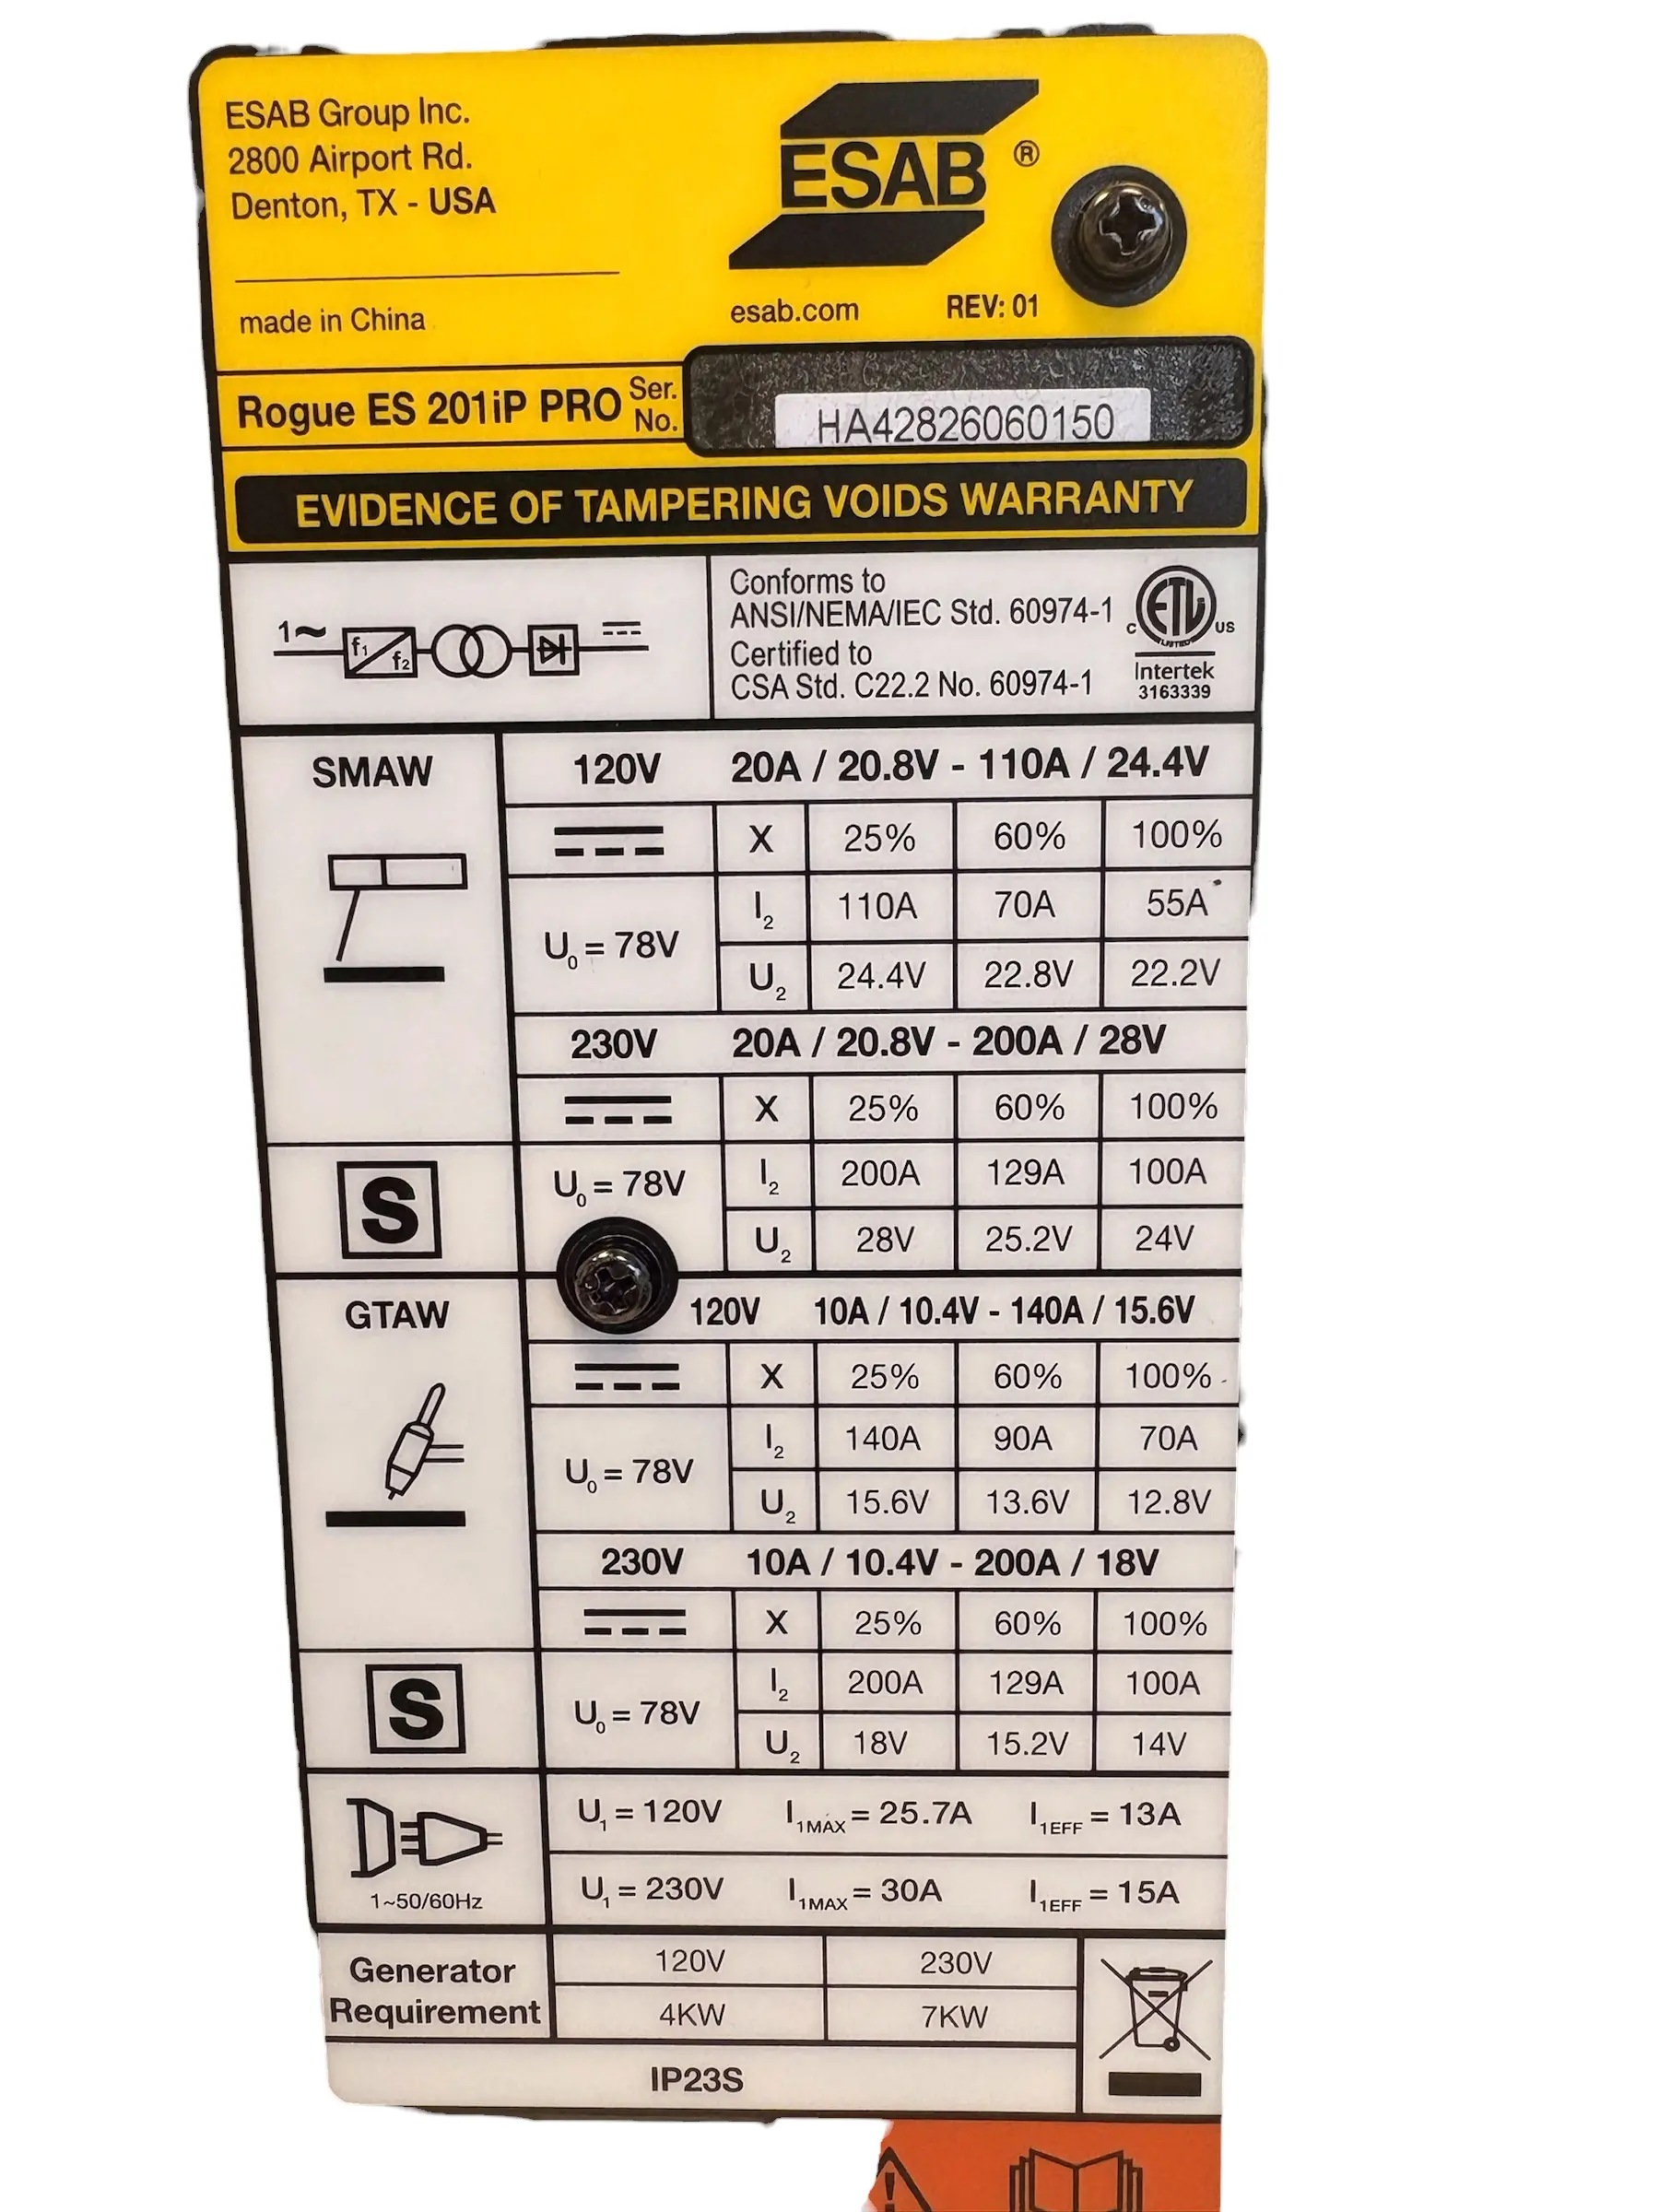 ESAB Group Inc.
2800 Airport Rd.
Denton, TX - USA
made in China
ESAB ®
esab.com REV: 01
Rogue ES 201iP PRO Ser. No. HA42826060150
EVIDENCE OF TAMPERING VOIDS WARRANTY
1~ f₁ f₂
Conforms to
ANSI/NEMA/IEC Std. 60974-1
Certified to
CSA Std. C22.2 No. 60974-1
C ETL US
LISTED
Intertek
3163339
SMAW
120V 20A / 20.8V - 110A / 24.4V
X 25% 60% 100%
U₀ = 78V
I₂ 110A 70A 55A
U₂ 24.4V 22.8V 22.2V
230V 20A / 20.8V - 200A / 28V
X 25% 60% 100%
S
U₀ = 78V
I₂ 200A 129A 100A
U₂ 28V 25.2V 24V
GTAW
120V 10A / 10.4V - 140A / 15.6V
X 25% 60% 100%
U₀ = 78V
I₂ 140A 90A 70A
U₂ 15.6V 13.6V 12.8V
230V 10A / 10.4V - 200A / 18V
X 25% 60% 100%
S
U₀ = 78V
I₂ 200A 129A 100A
U₂ 18V 15.2V 14V
1~50/60Hz
U₁ = 120V I₁MAX = 25.7A I₁EFF = 13A
U₁ = 230V I₁MAX = 30A I₁EFF = 15A
Generator
Requirement
120V 230V
4KW 7KW
IP23S